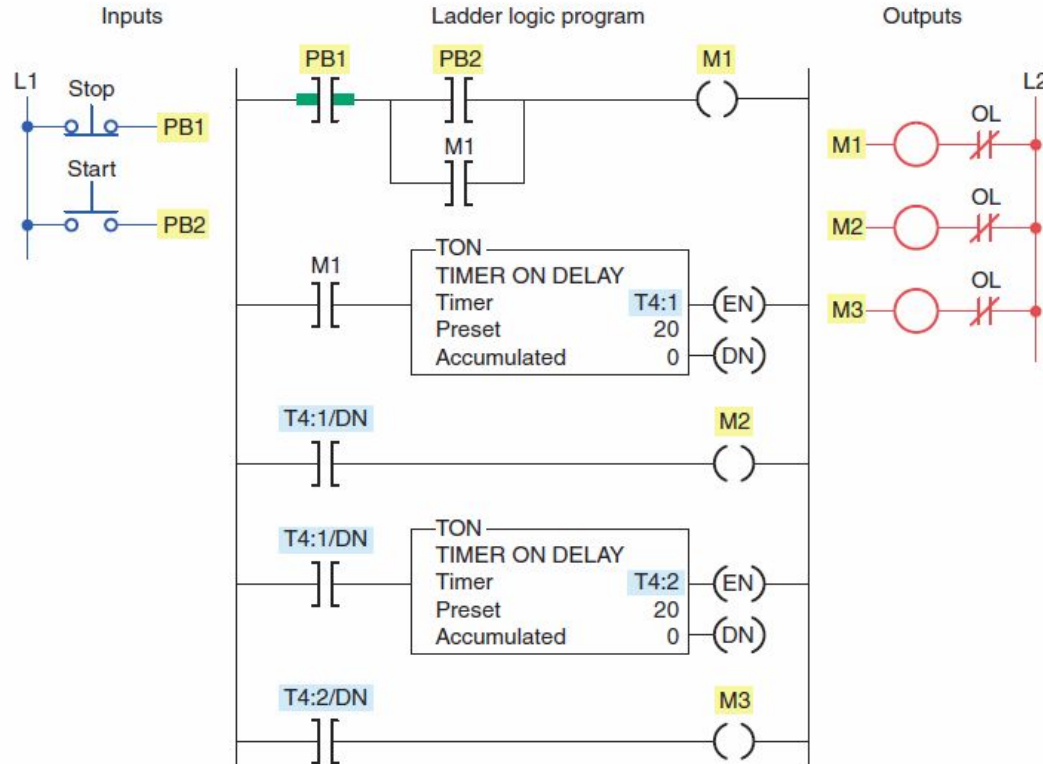 Inputs
Ladder logic program
Outputs
L1
Stop
PB1
Start
PB2
PB1
PB2
M1
M1
M1
TON
TIMER ON DELAY
Timer T4:1
Preset 20
Accumulated 0
EN
DN
T4:1/DN
M2
T4:1/DN
TON
TIMER ON DELAY
Timer T4:2
Preset 20
Accumulated 0
EN
DN
T4:2/DN
M3
L2
OL
M1
OL
M2
OL
M3